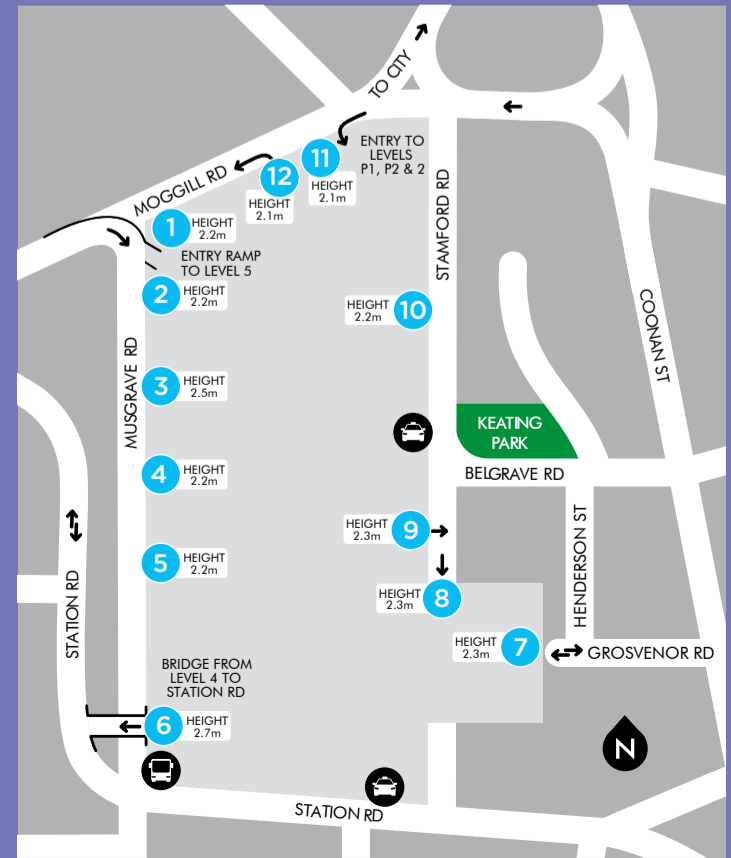 TO CITY
ENTRY TO
LEVELS
P1, P2 & 2
11
HEIGHT
2.1m
12
HEIGHT
2.1m
MOGGILL RD
1
HEIGHT
2.2m
ENTRY RAMP
TO LEVEL 5
2
HEIGHT
2.2m
STAMFORD RD
HEIGHT
2.2m
10
COONAN ST
MUSGRAVE RD
3
HEIGHT
2.5m
KEATING
PARK
BELGRAVE RD
4
HEIGHT
2.2m
HEIGHT
2.3m
9
5
HEIGHT
2.2m
HENDERSON ST
HEIGHT
2.3m
8
STATION RD
HEIGHT
2.3m
7
GROSVENOR RD
BRIDGE FROM
LEVEL 4 TO
STATION RD
6
HEIGHT
2.7m
N
STATION RD